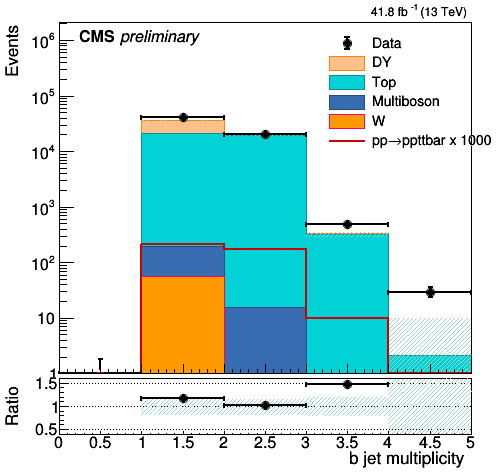 41.8 fb⁻¹ (13 TeV)
CMS preliminary
Events
10⁶
10⁵
10⁴
10³
10²
10
1
Data
DY
Top
Multiboson
W
pp→ppttbar x 1000
Ratio
1.5
1
0.5
0 0.5 1 1.5 2 2.5 3 3.5 4 4.5 5
b jet multiplicity